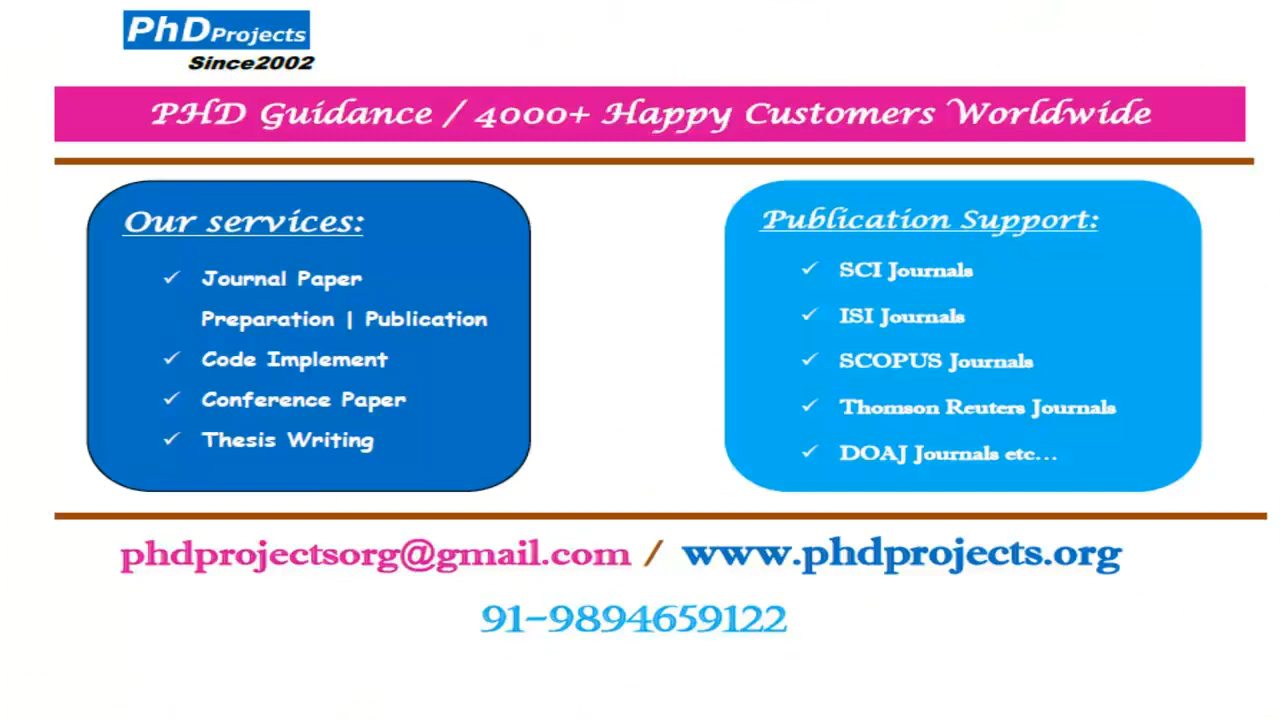 PhDProjects
Since2002
PHD Guidance / 4000+ Happy Customers Worldwide
Our services:
✓ Journal Paper
Preparation | Publication
✓ Code Implement
✓ Conference Paper
✓ Thesis Writing
Publication Support:
✓ SCI Journals
✓ ISI Journals
✓ SCOPUS Journals
✓ Thomson Reuters Journals
✓ DOAJ Journals etc...
phdprojectsorg@gmail.com / www.phdprojects.org
91-9894659122